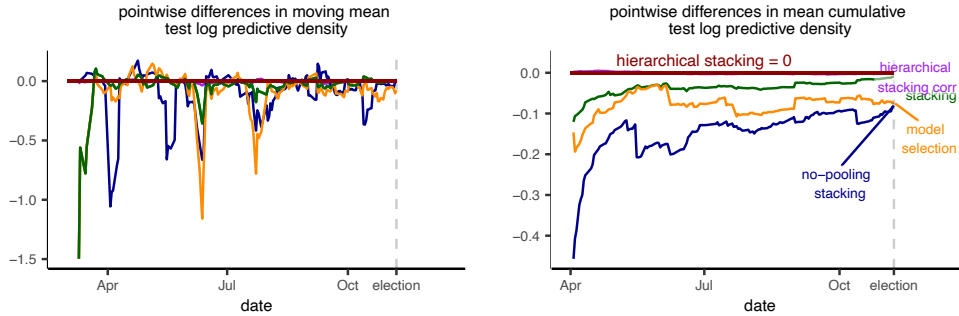 pointwise differences in moving mean
test log predictive density
0.0
−0.5
−1.0
−1.5
Apr
Jul
Oct
election
date
pointwise differences in mean cumulative
test log predictive density
0.0
−0.1
−0.2
−0.3
−0.4
hierarchical stacking = 0
hierarchical
stacking corr
stacking
model
selection
no-pooling
stacking
Apr
Jul
Oct
election
date